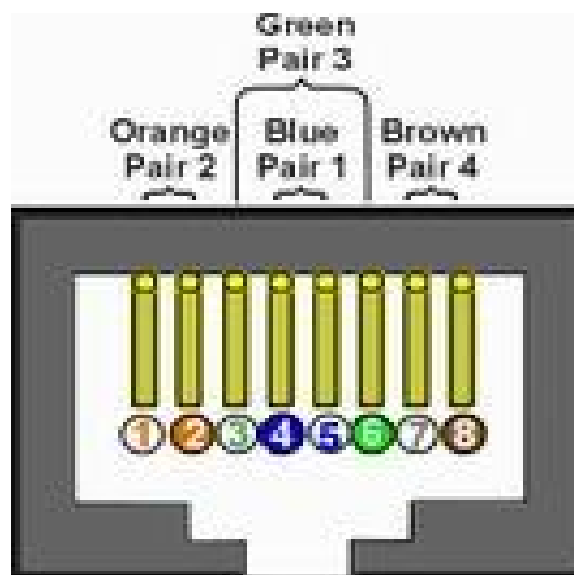 Green
Pair 3
Orange Blue Brown
Pair 2 Pair 1 Pair 4
1 2 3 4 5 6 7 8